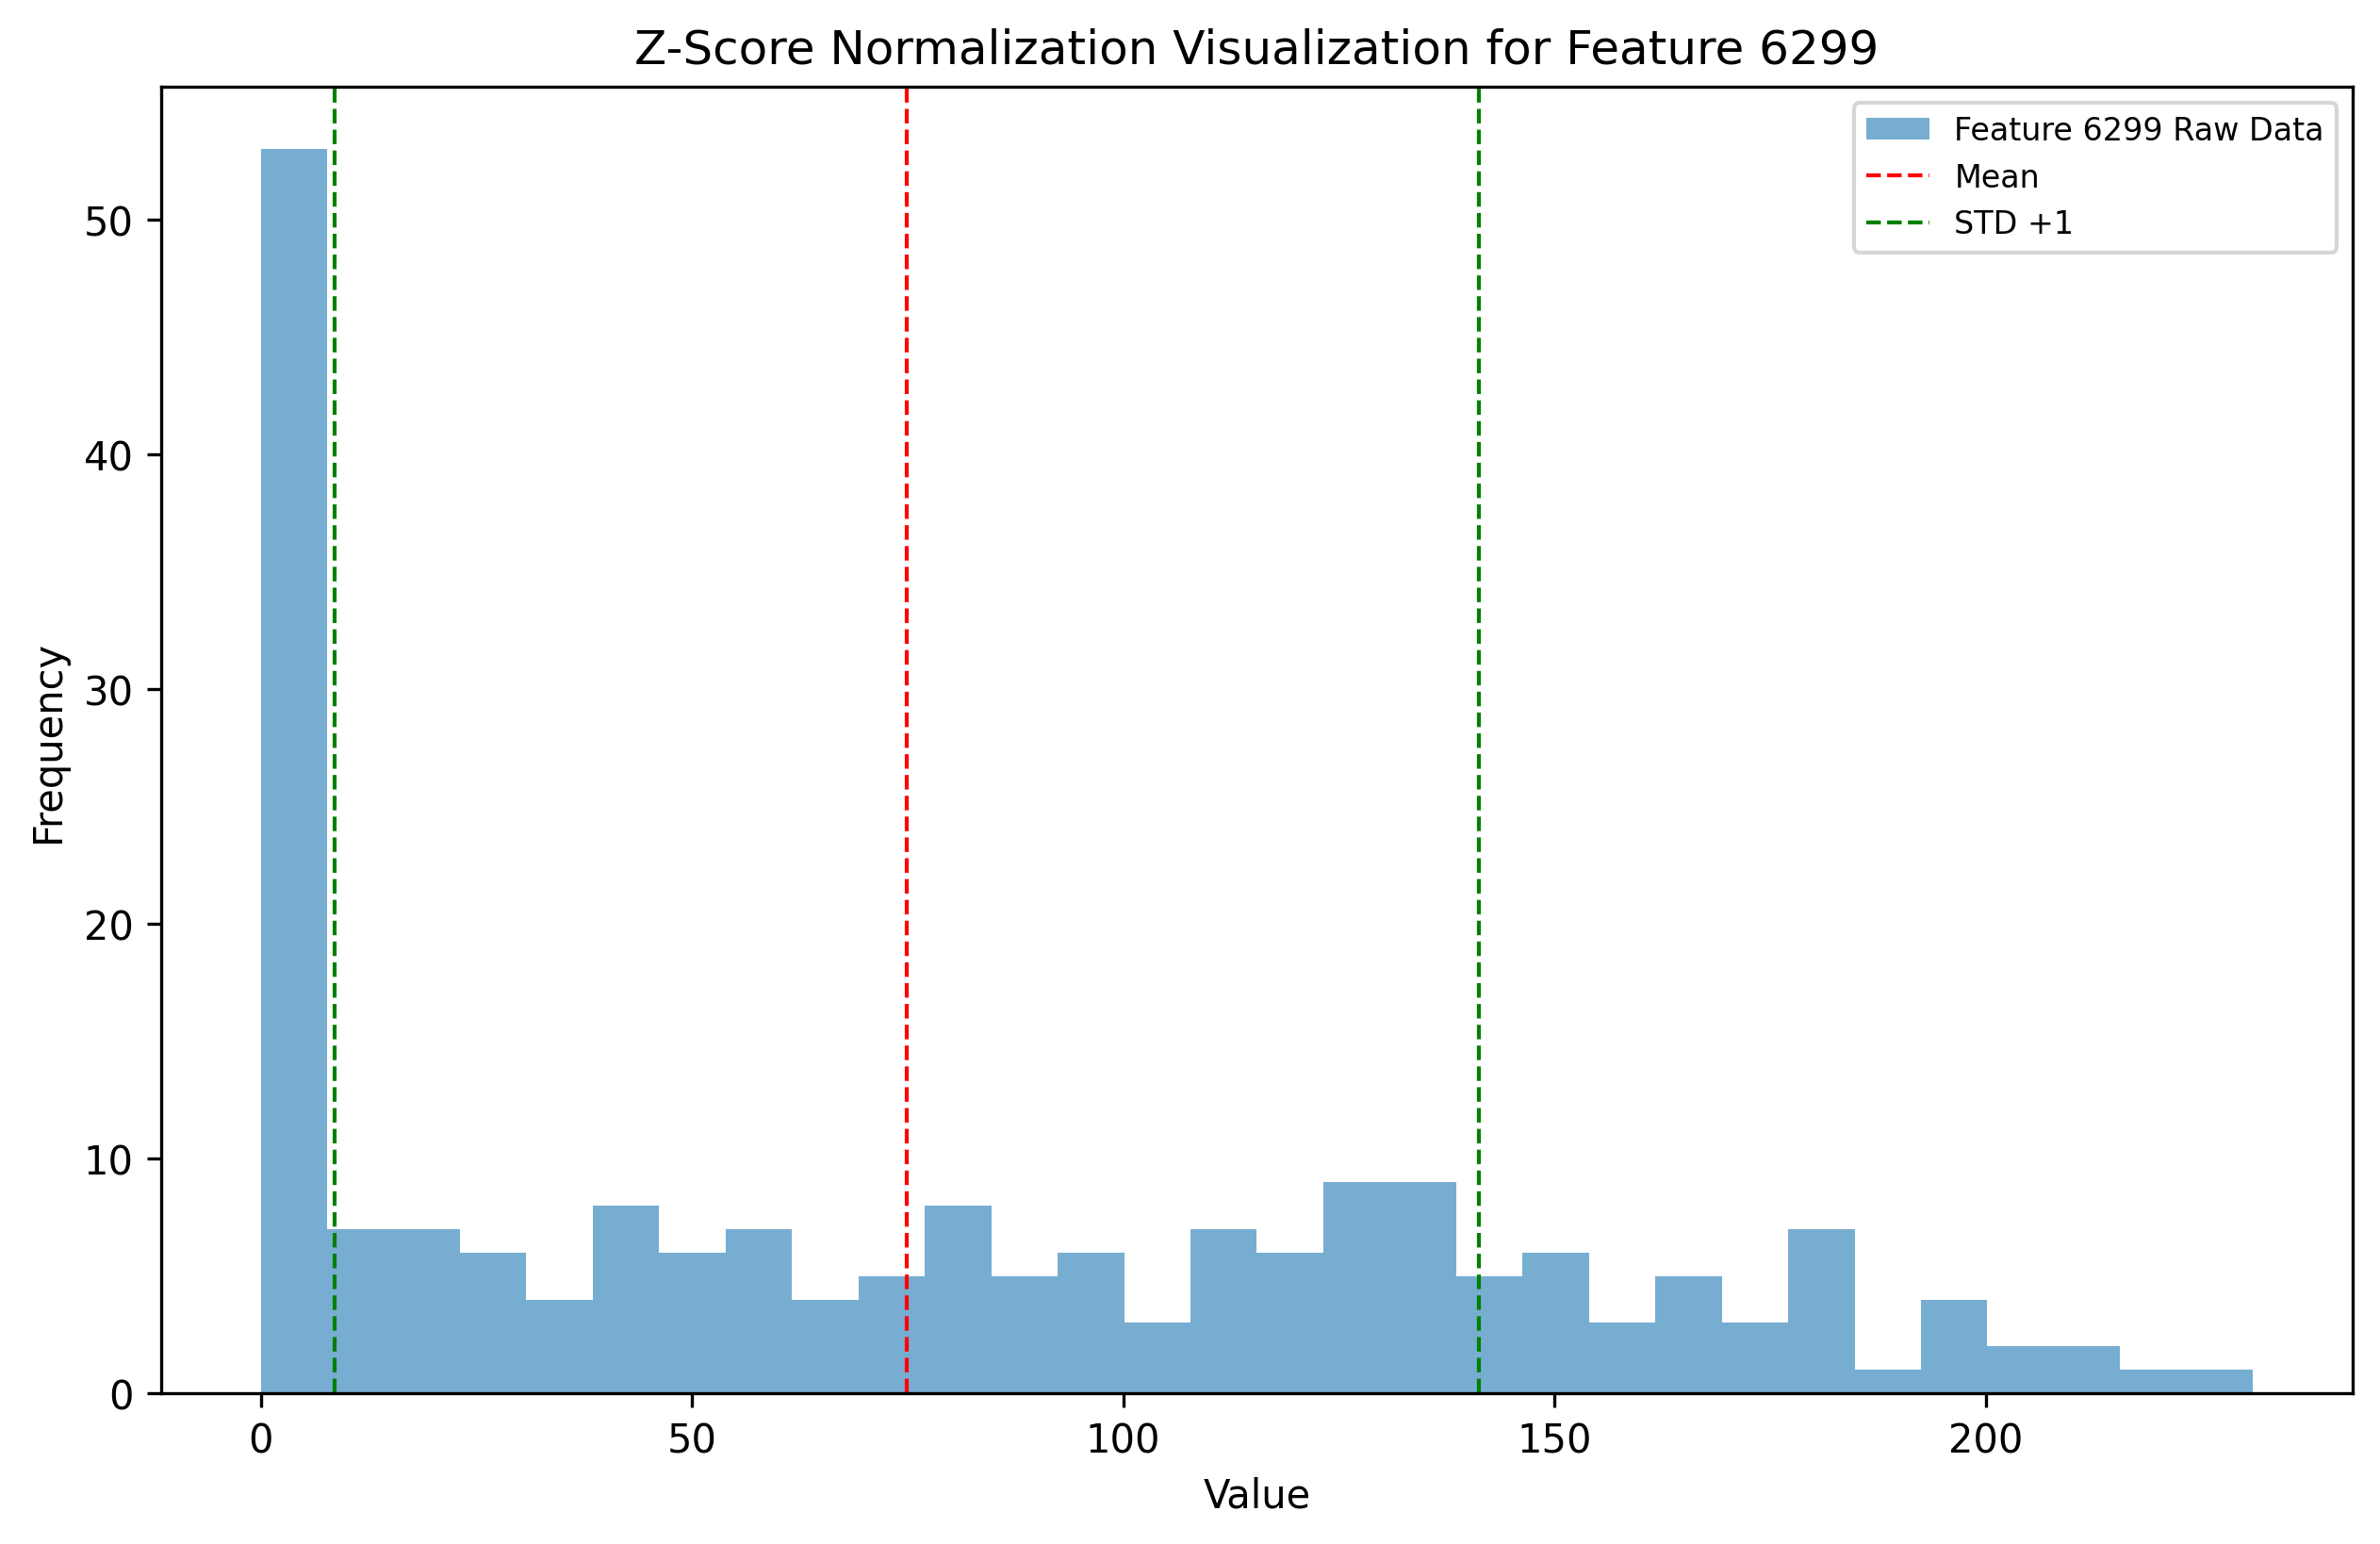 Z-Score Normalization Visualization for Feature 6299
Feature 6299 Raw Data
Mean
STD +1
Frequency
50
40
30
20
10
0
0 50 100 150 200
Value